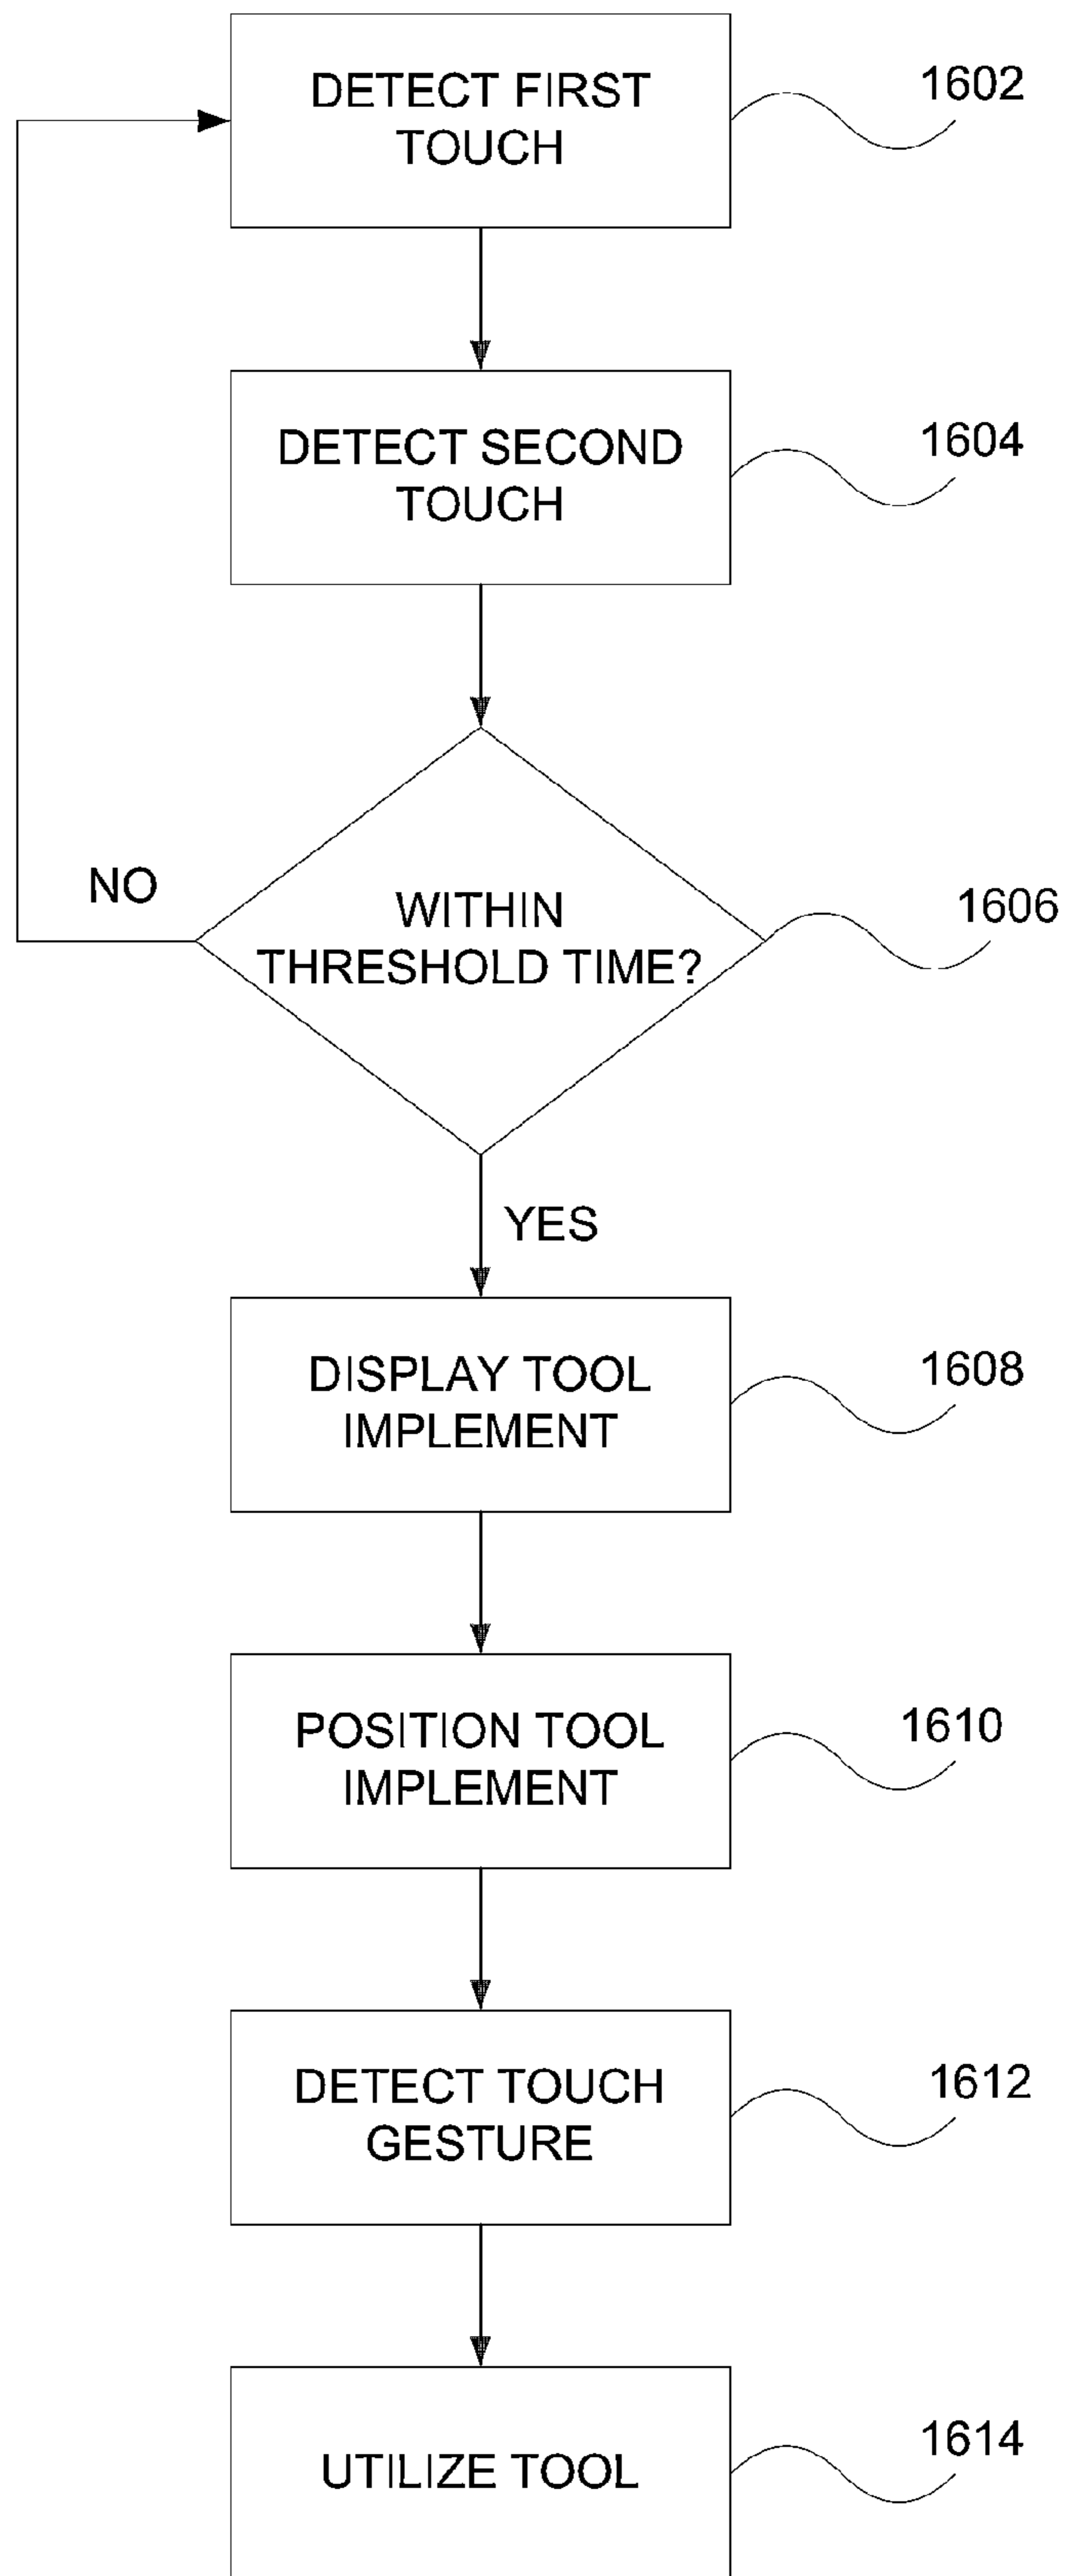 DETECT FIRST
TOUCH
1602
DETECT SECOND
TOUCH
1604
NO
WITHIN
THRESHOLD TIME?
1606
YES
DISPLAY TOOL
IMPLEMENT
1608
POSITION TOOL
IMPLEMENT
1610
DETECT TOUCH
GESTURE
1612
UTILIZE TOOL
1614